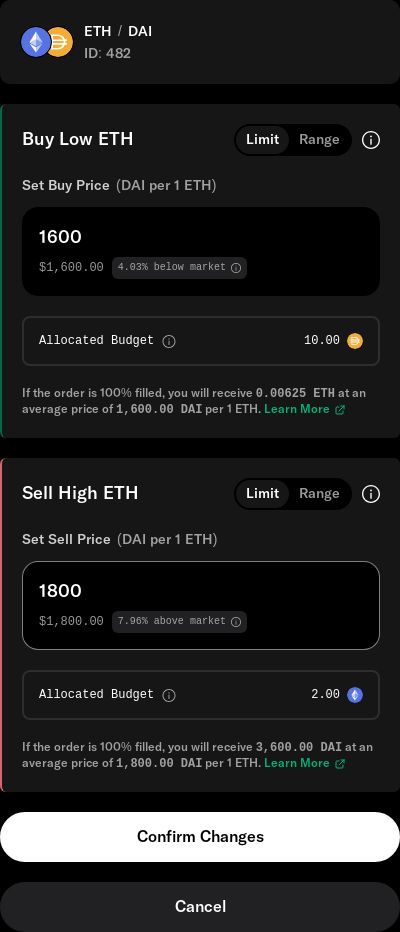 ETH / DAI
ID: 482
Buy Low ETH Limit Range
Set Buy Price (DAI per 1 ETH)
1600
$1,600.00 4.03% below market
Allocated Budget 10.00
If the order is 100% filled, you will receive 0.00625 ETH at an
average price of 1,600.00 DAI per 1 ETH. Learn More
Sell High ETH Limit Range
Set Sell Price (DAI per 1 ETH)
1800
$1,800.00 7.96% above market
Allocated Budget 2.00
If the order is 100% filled, you will receive 3,600.00 DAI at an
average price of 1,800.00 DAI per 1 ETH. Learn More
Confirm Changes
Cancel